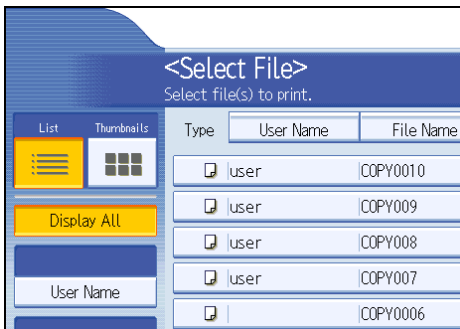 <Select File>
Select file(s) to print.
List Thumbnails
Type User Name File Name
user COPY0010
Display All
user COPY009
user COPY008
User Name
user COPY007
COPY0006